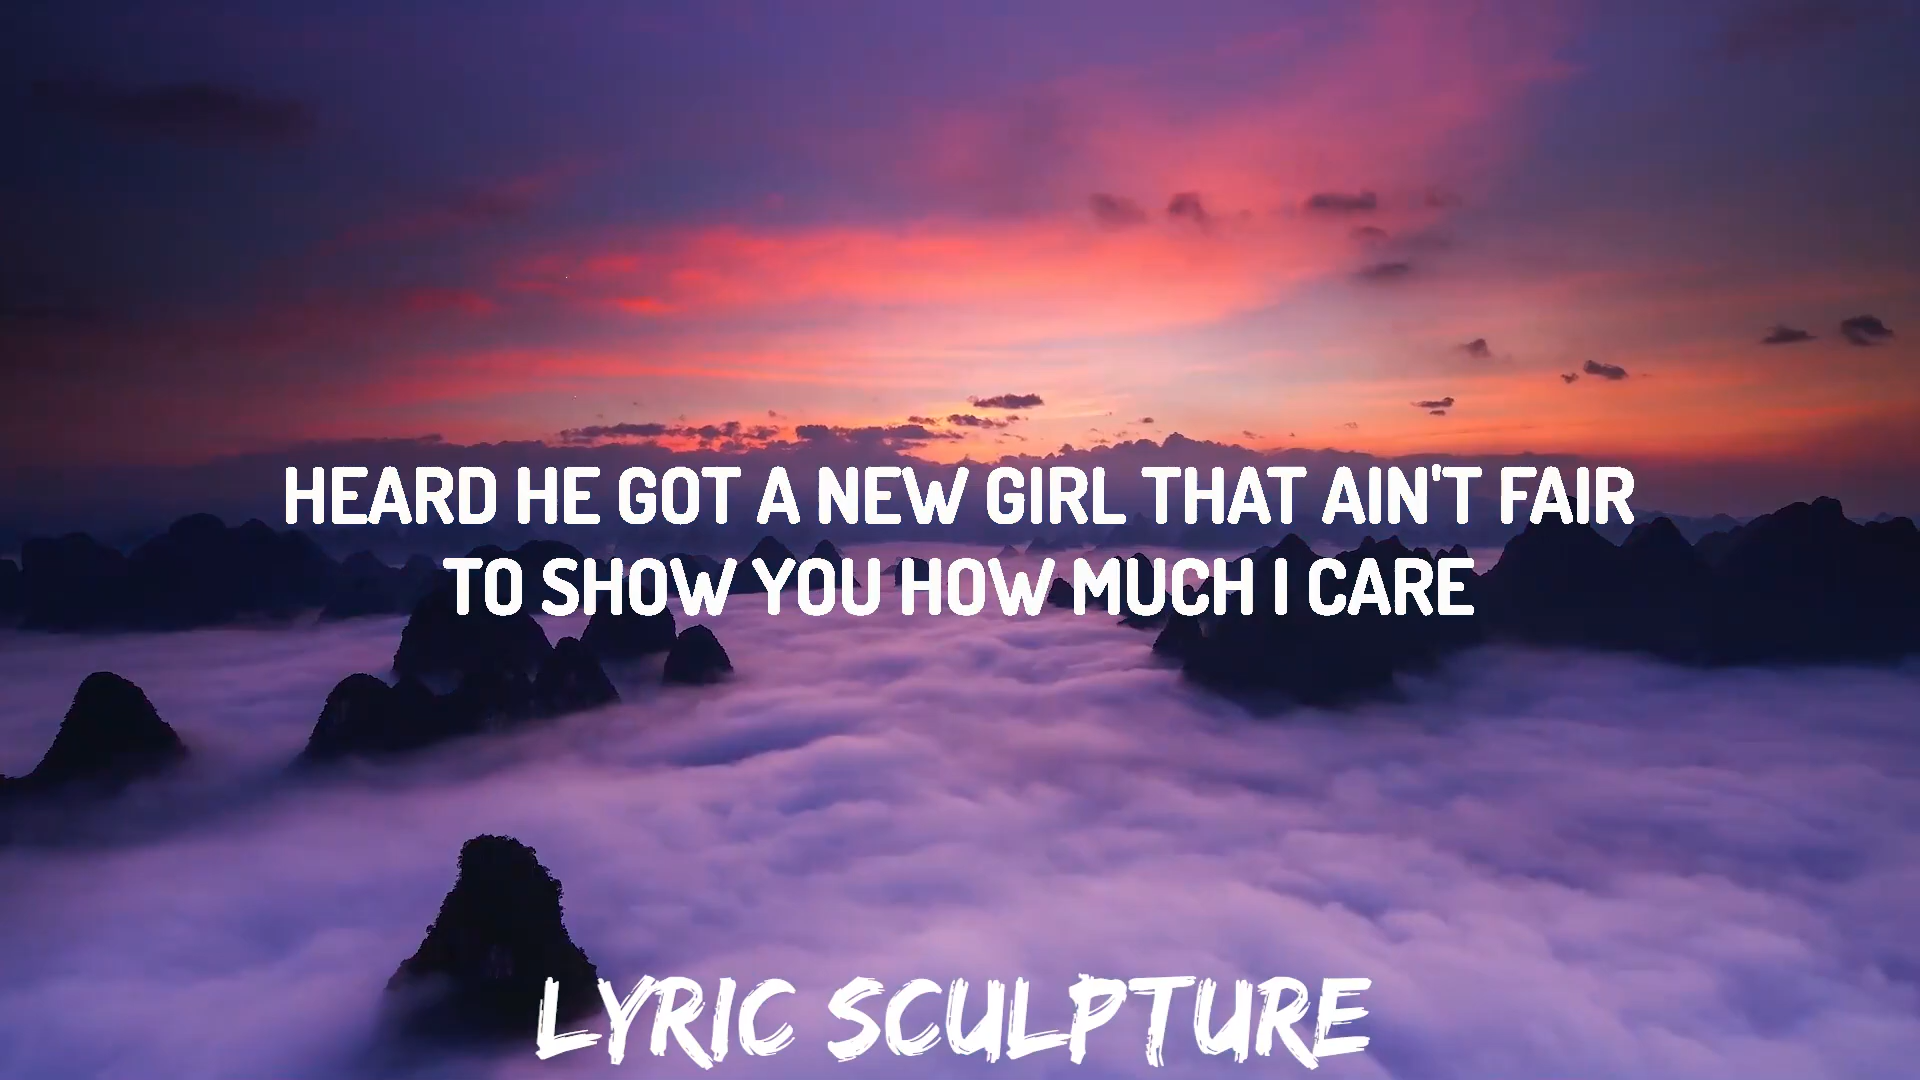 HEARD HE GOT A NEW GIRL THAT AIN'T FAIR
TO SHOW YOU HOW MUCH I CARE
LYRIC SCULPTURE